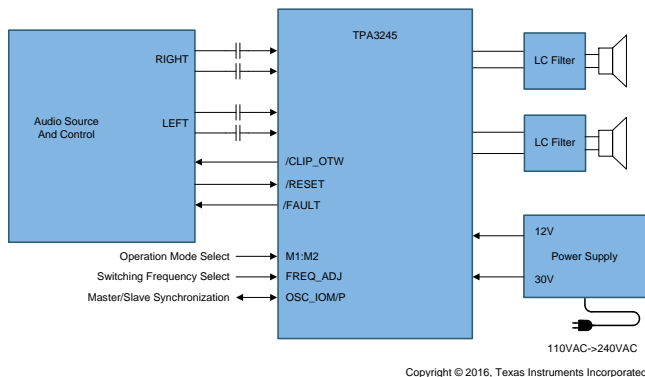 TPA3245
RIGHT
LEFT
Audio Source
And Control
/CLIP_OTW
/RESET
/FAULT
Operation Mode Select
M1:M2
Switching Frequency Select
FREQ_ADJ
Master/Slave Synchronization
OSC_IOM/P
LC Filter
LC Filter
12V
Power Supply
30V
110VAC->240VAC
Copyright © 2016, Texas Instruments Incorporated